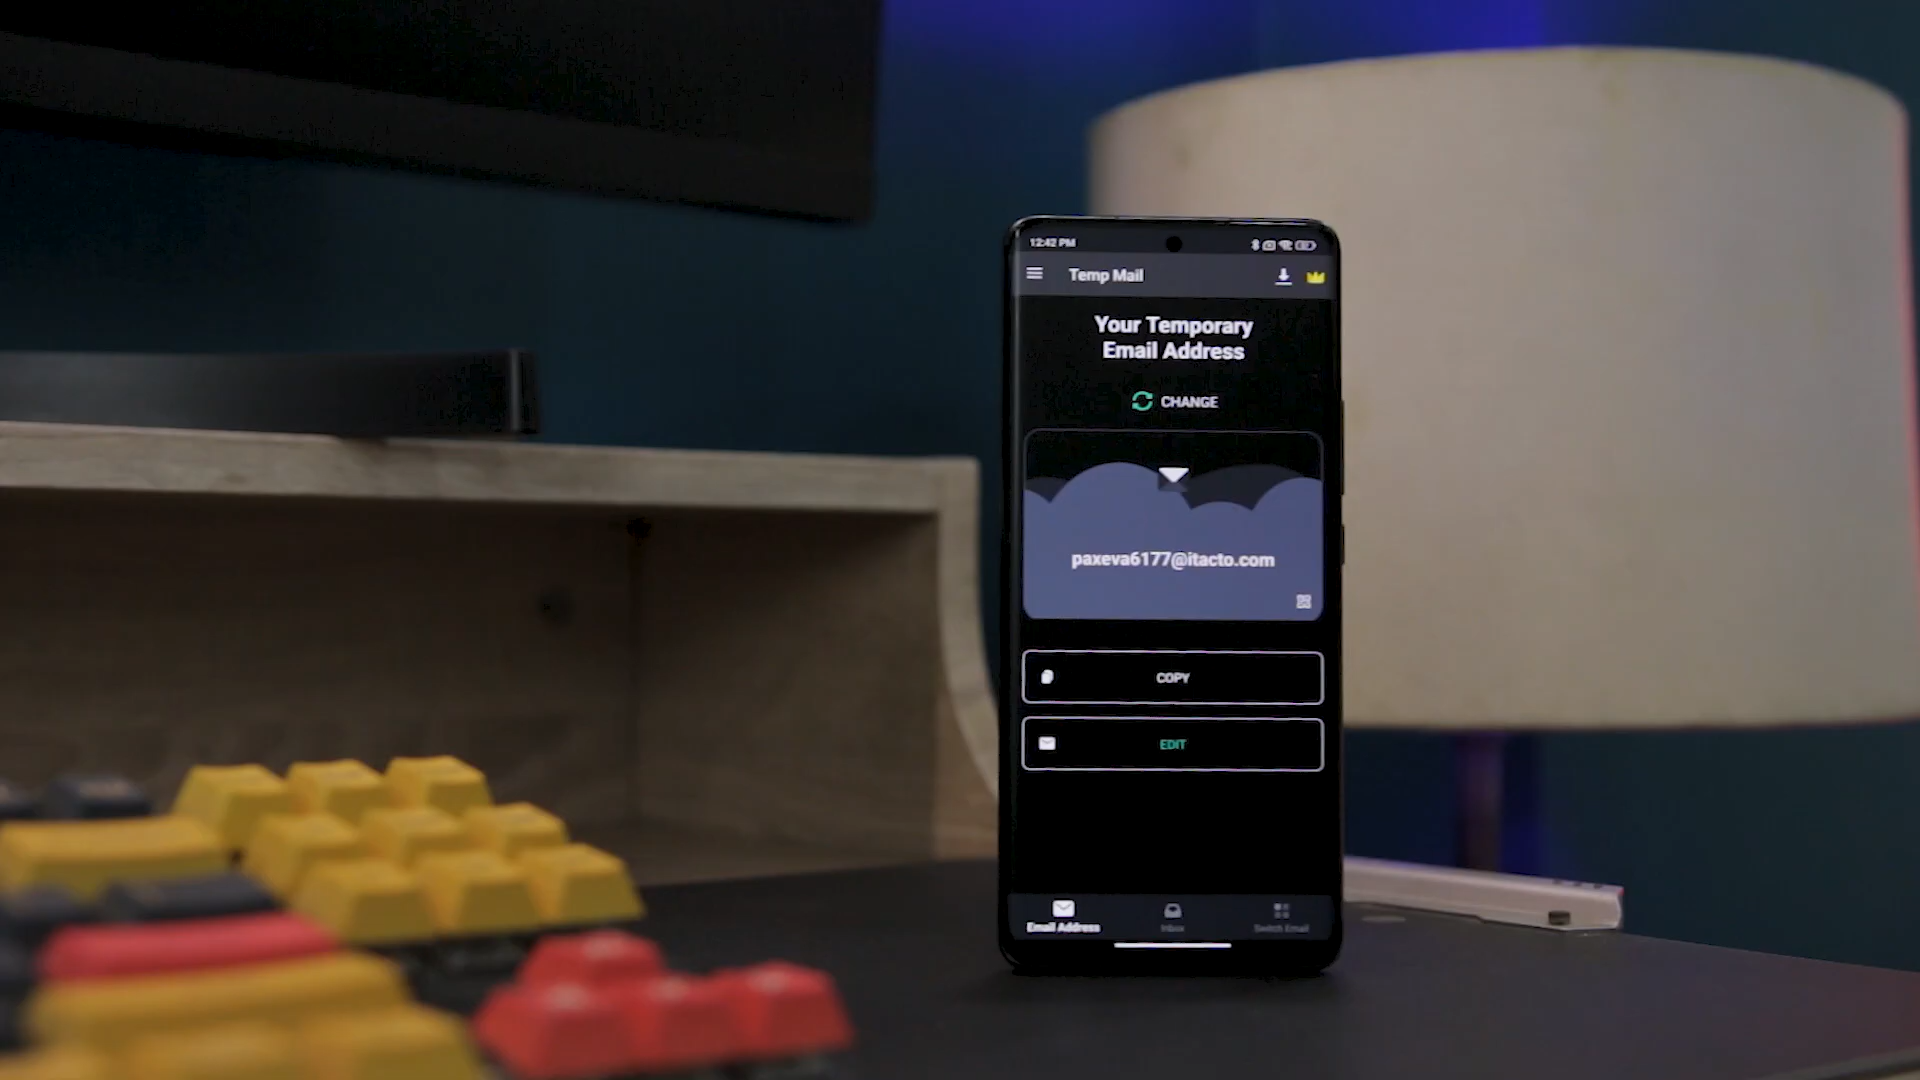 12:42 PM
Temp Mail
Your Temporary
Email Address
CHANGE
paxeva6177@itacto.com
COPY
EDIT
Email Address
Inbox
Switch Email